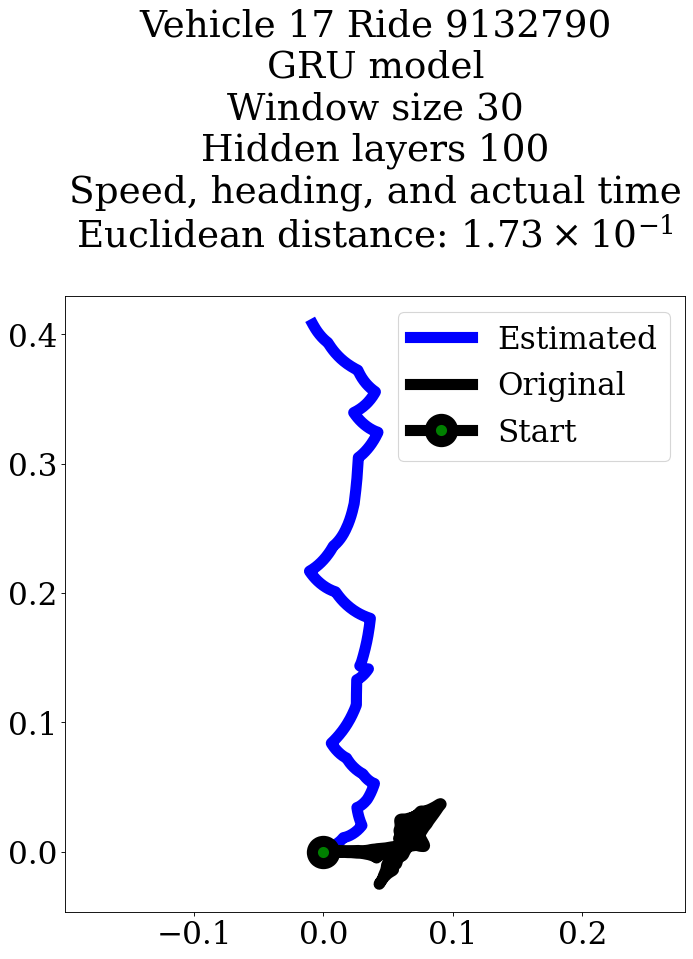 Vehicle 17 Ride 9132790
GRU model
Window size 30
Hidden layers 100
Speed, heading, and actual time
Euclidean distance: 1.73 × 10⁻¹
Estimated
Original
Start
0.4
0.3
0.2
0.1
0.0
−0.1 0.0 0.1 0.2